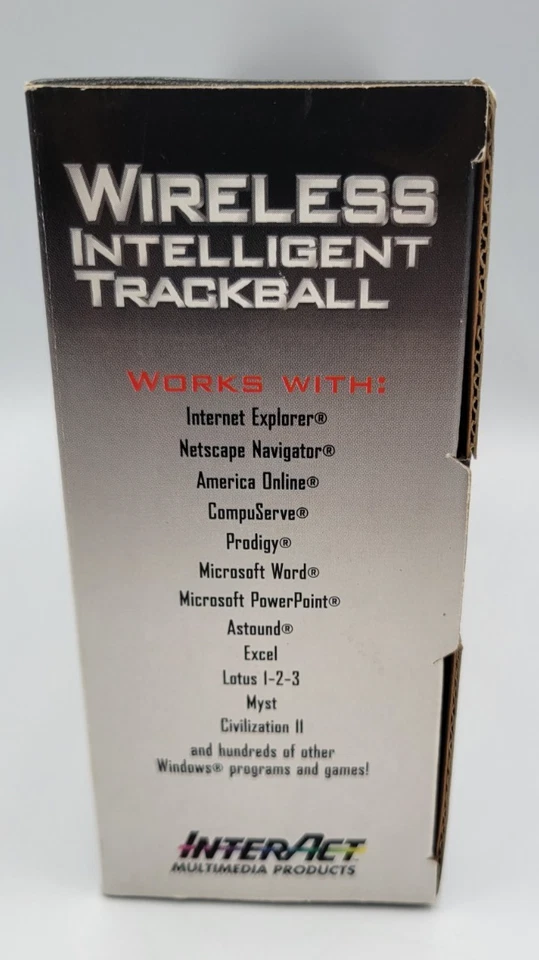 WIRELESS
INTELLIGENT
TRACKBALL
WORKS WITH:
Internet Explorer®
Netscape Navigator®
America Online®
CompuServe®
Prodigy®
Microsoft Word®
Microsoft PowerPoint®
Astound®
Excel
Lotus 1-2-3
Myst
Civilization II
and hundreds of other
Windows® programs and games!
INTERACT
MULTIMEDIA PRODUCTS